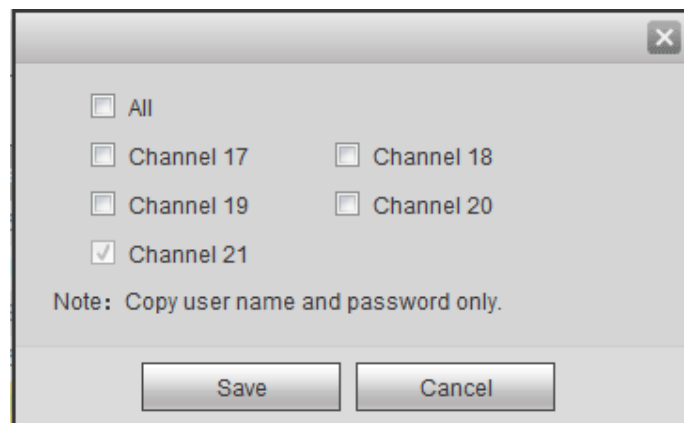 All
Channel 17 Channel 18
Channel 19 Channel 20
Channel 21
Note: Copy user name and password only.
Save Cancel